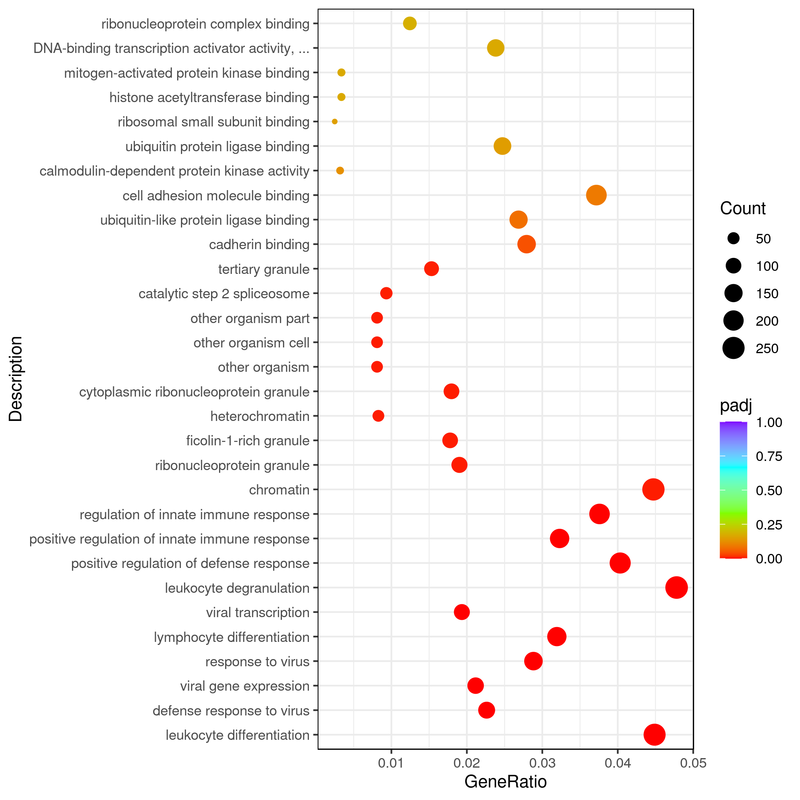 Description
ribonucleoprotein complex binding
DNA-binding transcription activator activity, ...
mitogen-activated protein kinase binding
histone acetyltransferase binding
ribosomal small subunit binding
ubiquitin protein ligase binding
calmodulin-dependent protein kinase activity
cell adhesion molecule binding
ubiquitin-like protein ligase binding
cadherin binding
tertiary granule
catalytic step 2 spliceosome
other organism part
other organism cell
other organism
cytoplasmic ribonucleoprotein granule
heterochromatin
ficolin-1-rich granule
ribonucleoprotein granule
chromatin
regulation of innate immune response
positive regulation of innate immune response
positive regulation of defense response
leukocyte degranulation
viral transcription
lymphocyte differentiation
response to virus
viral gene expression
defense response to virus
leukocyte differentiation
0.01 0.02 0.03 0.04 0.05
GeneRatio
Count
50
100
150
200
250
padj
1.00
0.75
0.50
0.25
0.00